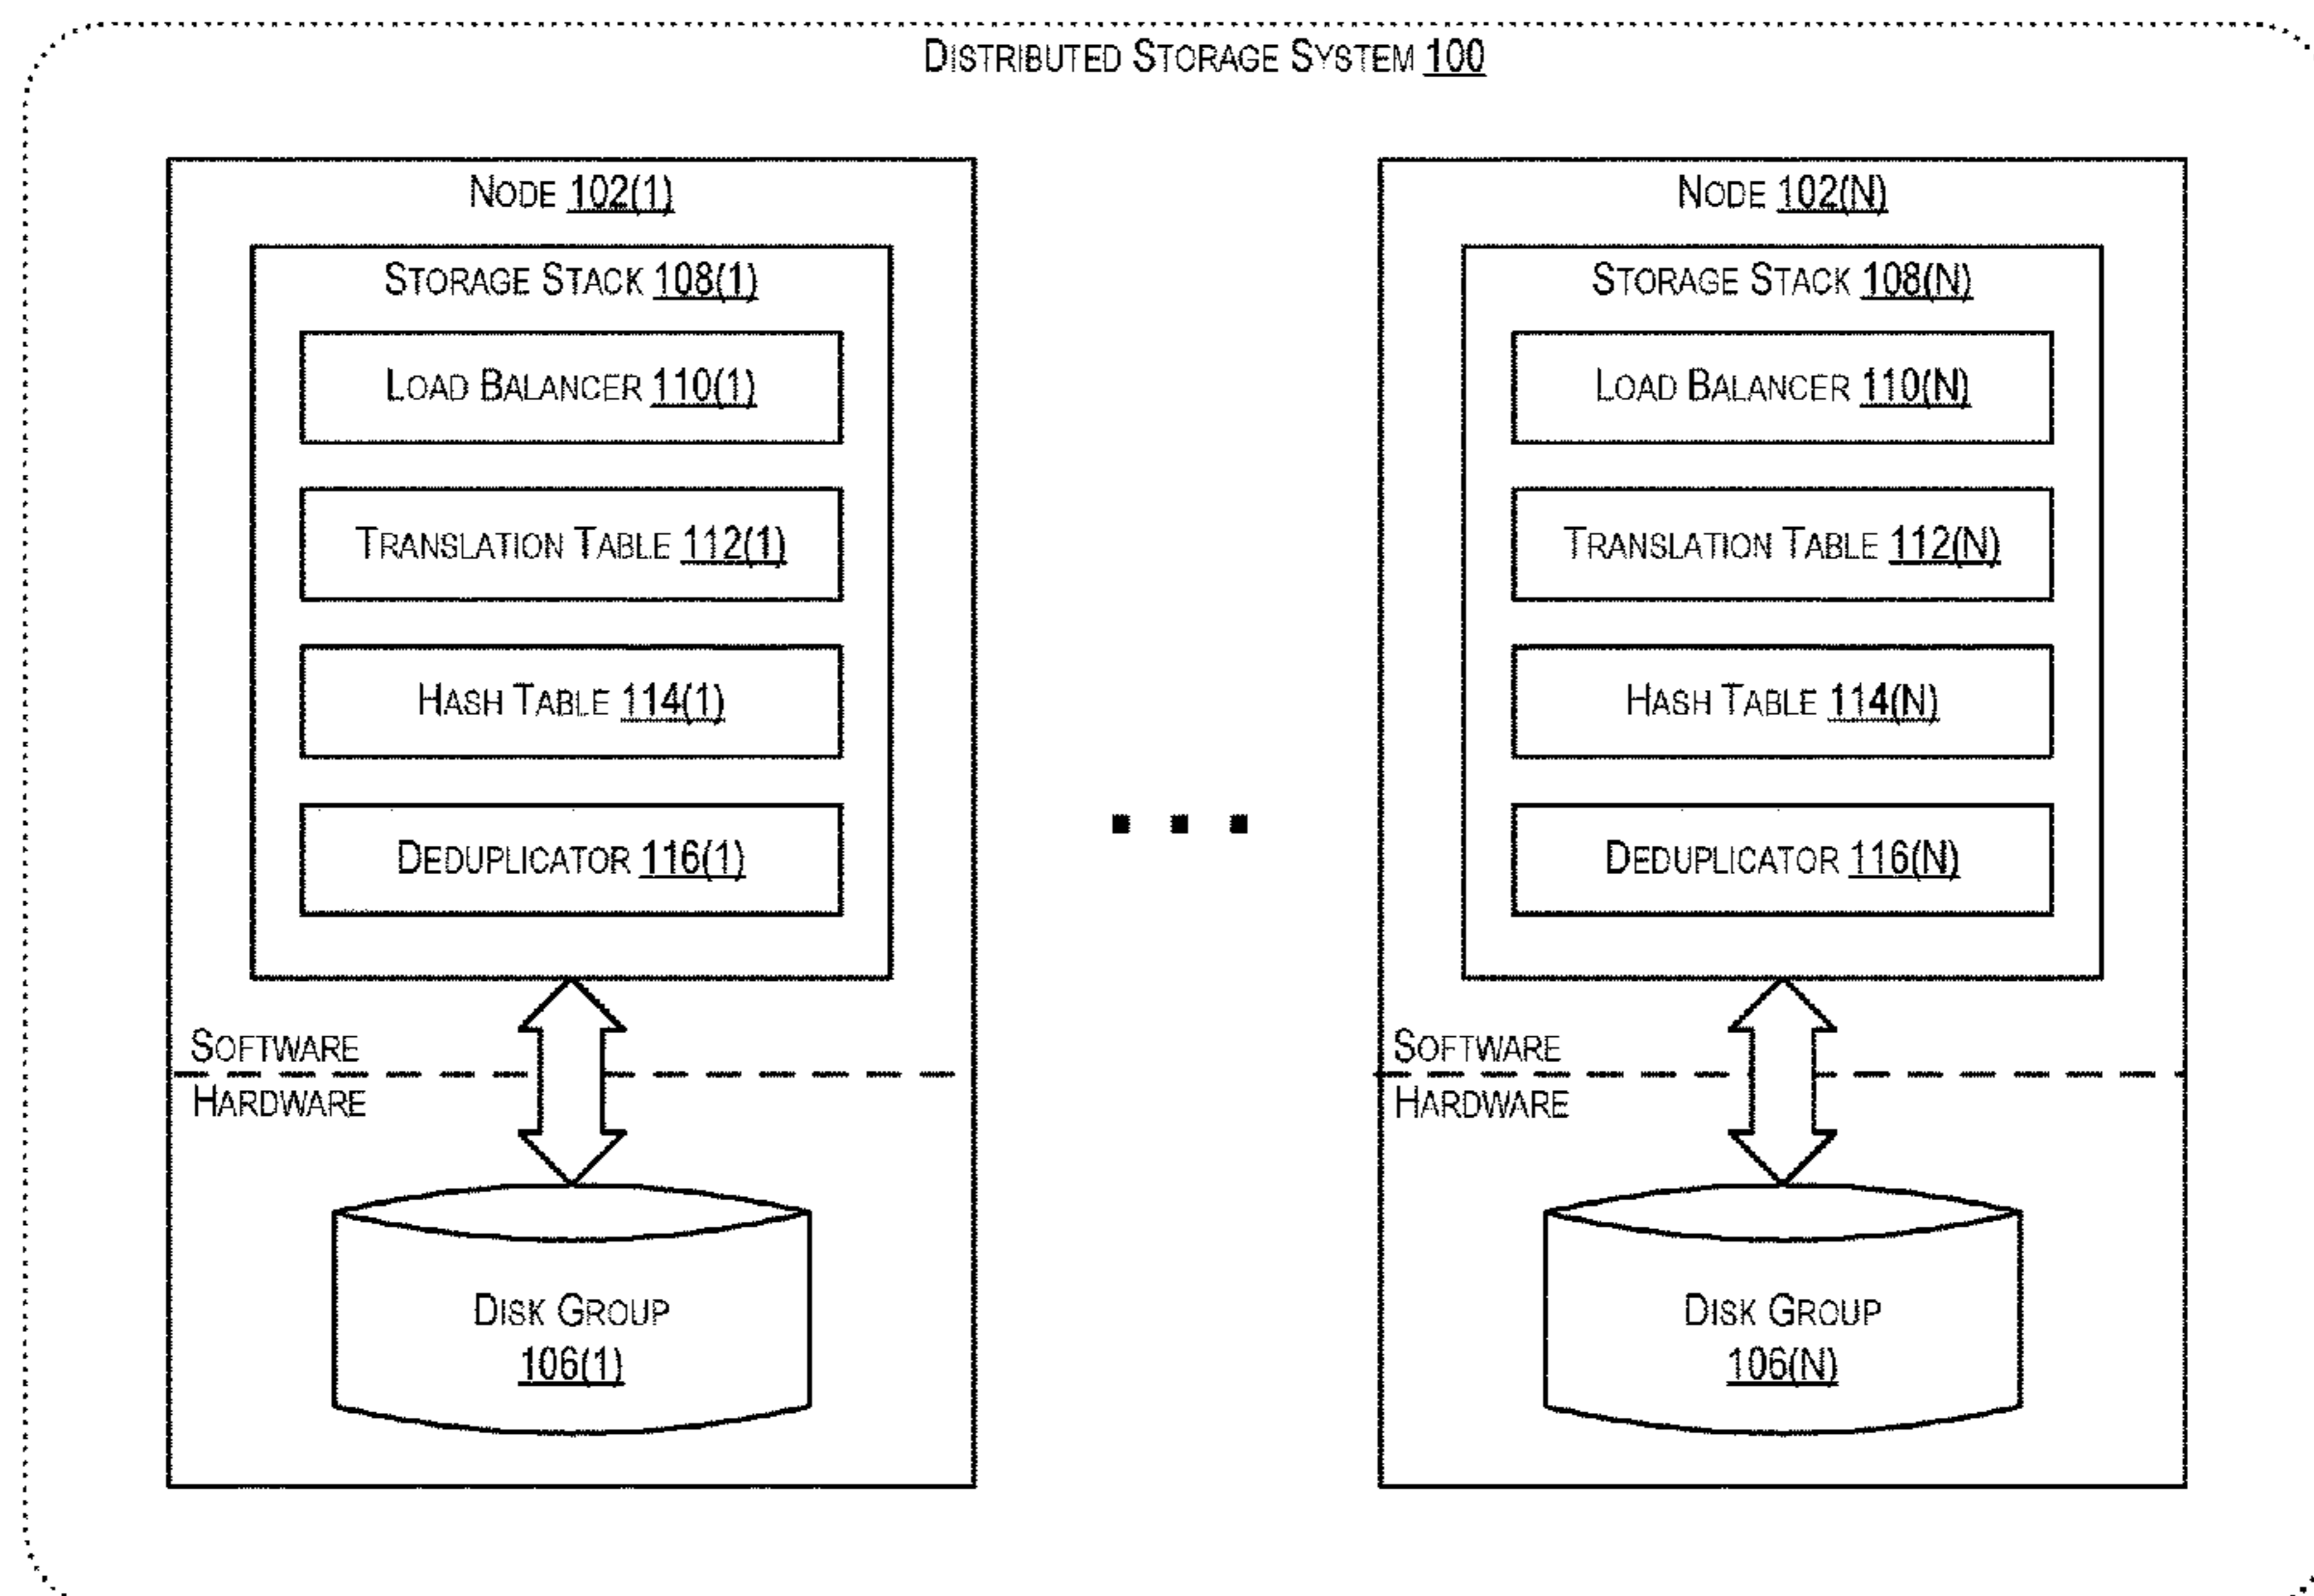 DISTRIBUTED STORAGE SYSTEM 100
NODE 102(1)
STORAGE STACK 108(1)
LOAD BALANCER 110(1)
TRANSLATION TABLE 112(1)
HASH TABLE 114(1)
DEDUPLICATOR 116(1)
SOFTWARE
HARDWARE
DISK GROUP
106(1)
NODE 102(N)
STORAGE STACK 108(N)
LOAD BALANCER 110(N)
TRANSLATION TABLE 112(N)
HASH TABLE 114(N)
DEDUPLICATOR 116(N)
SOFTWARE
HARDWARE
DISK GROUP
106(N)